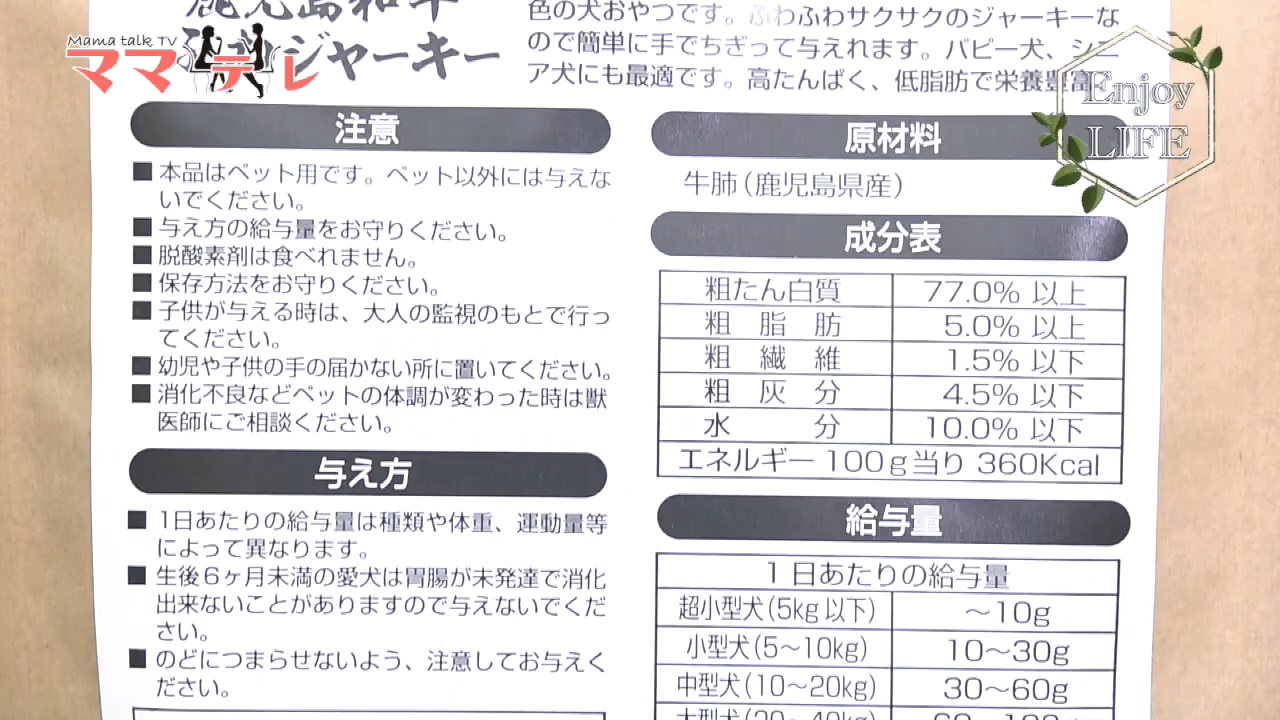 鹿児島和牛
ジャーキー
Mama talk TV
ママテレ
色の犬おやつです。ふわふわサクサクのジャーキーな
ので簡単に手でちぎって与えれます。パピー犬、シニ
ア犬にも最適です。高たんぱく、低脂肪で栄養豊富
Enjoy
LIFE
注意
■本品はペット用です。ペット以外には与えな
いでください。
■与え方の給与量をお守りください。
■脱酸素剤は食べれません。
■保存方法をお守りください。
■子供が与える時は、大人の監視のもとで行っ
てください。
■幼児や子供の手の届かない所に置いてください。
■消化不良などペットの体調が変わった時は獣
医師にご相談ください。
与え方
■1日あたりの給与量は種類や体重、運動量等
によって異なります。
■生後6ヶ月未満の愛犬は胃腸が未発達で消化
出来ないことがありますので与えないでくだ
さい。
■のどにつまらせないよう、注意してお与えく
ださい。
原材料
牛肺(鹿児島県産)
成分表
粗たん白質 77.0% 以上
粗脂肪 5.0% 以上
粗繊維 1.5% 以下
粗灰分 4.5% 以下
水分 10.0% 以下
エネルギー 100g当り 360Kcal
給与量
1日あたりの給与量
超小型犬(5kg以下) ～10g
小型犬(5～10kg) 10～30g
中型犬(10～20kg) 30～60g
大型犬(20～40kg)